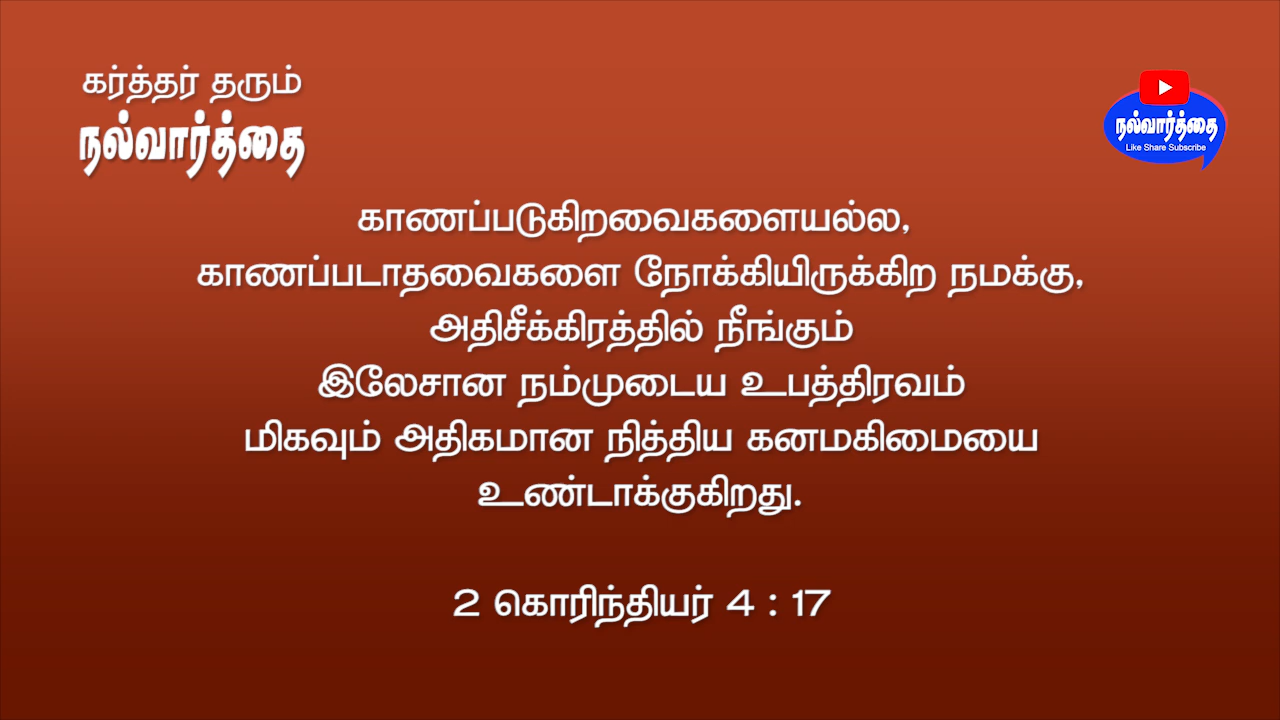 கர்த்தர் தரும்
நல்வார்த்தை
நல்வார்த்தை
Like Share Subscribe
காணப்படுகிறவைகளையல்ல,
காணப்படாதவைகளை நோக்கியிருக்கிற நமக்கு,
அதிசீக்கிரத்தில் நீங்கும்
இலேசான நம்முடைய உபத்திரவம்
மிகவும் அதிகமான நித்திய கனமகிமையை
உண்டாக்குகிறது.
2 கொரிந்தியர் 4 : 17